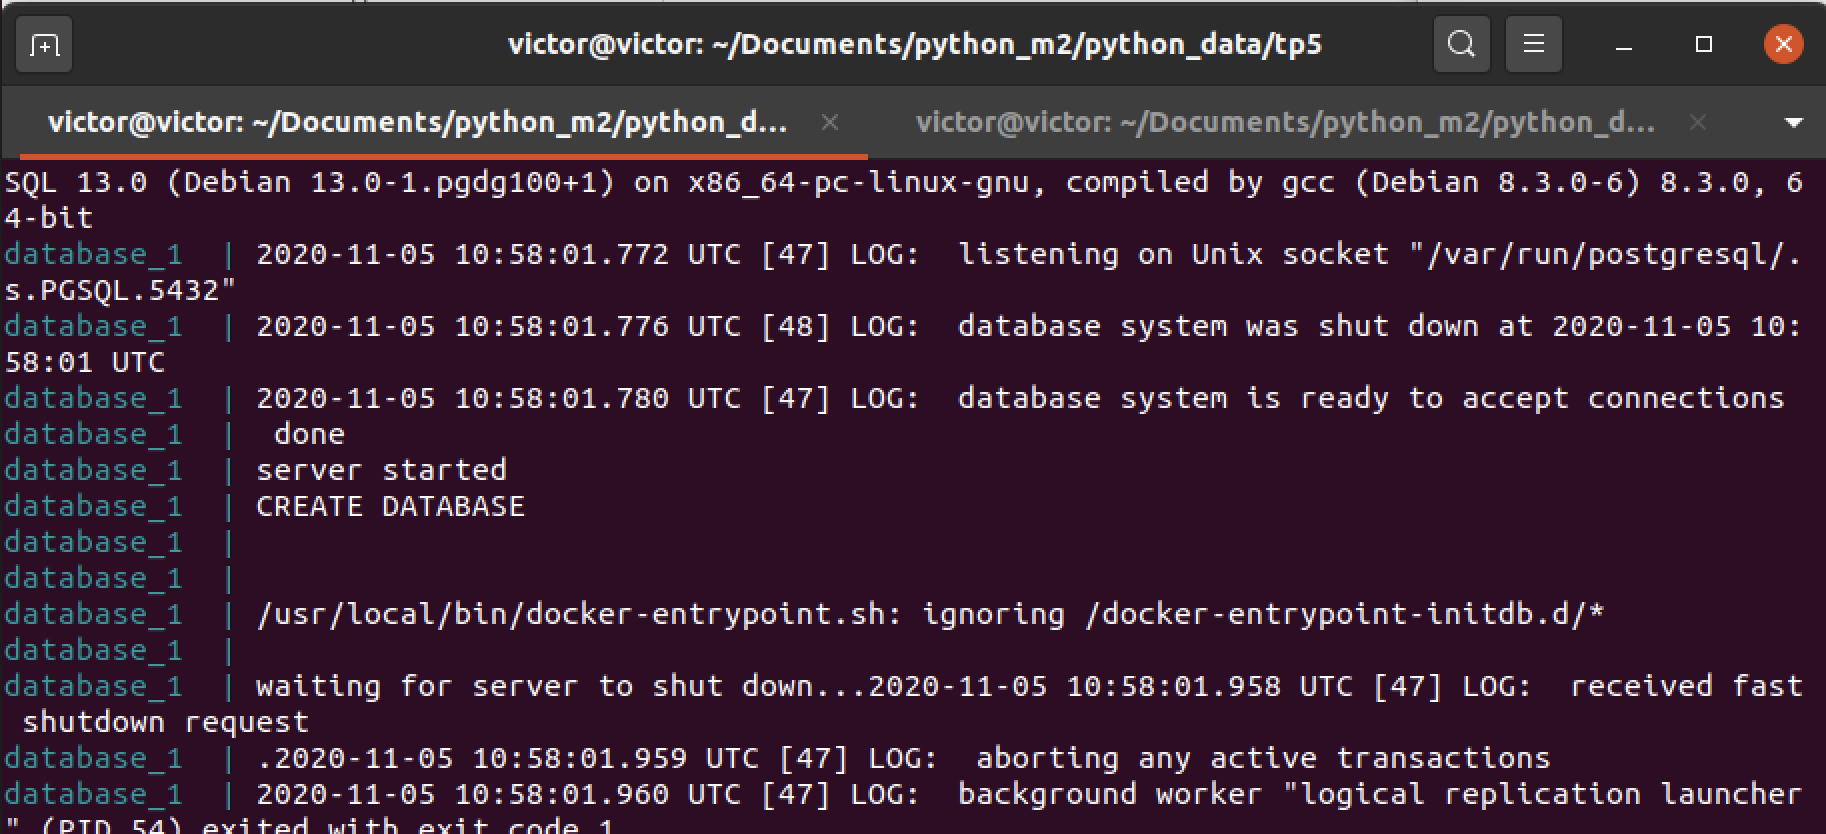 victor@victor: ~/Documents/python_m2/python_data/tp5
victor@victor: ~/Documents/python_m2/python_d...
victor@victor: ~/Documents/python_m2/python_d...
SQL 13.0 (Debian 13.0-1.pgdg100+1) on x86_64-pc-linux-gnu, compiled by gcc (Debian 8.3.0-6) 8.3.0, 6
4-bit
database_1  | 2020-11-05 10:58:01.772 UTC [47] LOG:  listening on Unix socket "/var/run/postgresql/.
s.PGSQL.5432"
database_1  | 2020-11-05 10:58:01.776 UTC [48] LOG:  database system was shut down at 2020-11-05 10:
58:01 UTC
database_1  | 2020-11-05 10:58:01.780 UTC [47] LOG:  database system is ready to accept connections
database_1  |  done
database_1  | server started
database_1  | CREATE DATABASE
database_1  |
database_1  |
database_1  | /usr/local/bin/docker-entrypoint.sh: ignoring /docker-entrypoint-initdb.d/*
database_1  |
database_1  | waiting for server to shut down...2020-11-05 10:58:01.958 UTC [47] LOG:  received fast
 shutdown request
database_1  | .2020-11-05 10:58:01.959 UTC [47] LOG:  aborting any active transactions
database_1  | 2020-11-05 10:58:01.960 UTC [47] LOG:  background worker "logical replication launcher
" (PID 54) exited with exit code 1